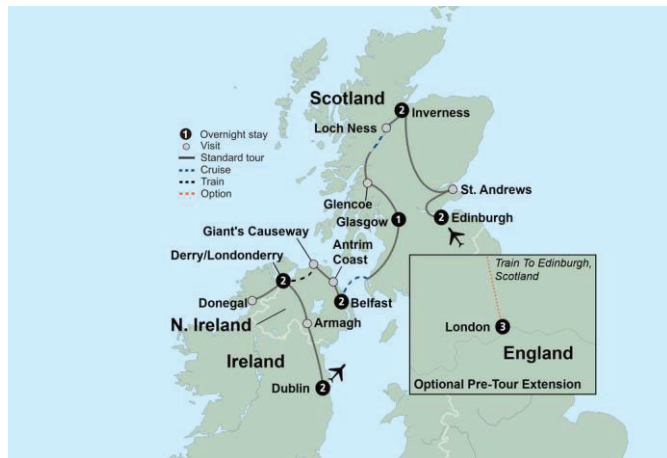 Scotland
2 Inverness
Loch Ness
1 Overnight stay
Visit
Standard tour
Cruise
Train
Option
St. Andrews
Glencoe
Glasgow 1
2 Edinburgh
Giant's Causeway
Antrim
Coast
Derry/Londonderry
2
Donegal
2 Belfast
N. Ireland
Armagh
Ireland
Dublin 2
Train To Edinburgh,
Scotland
London 3
England
Optional Pre-Tour Extension